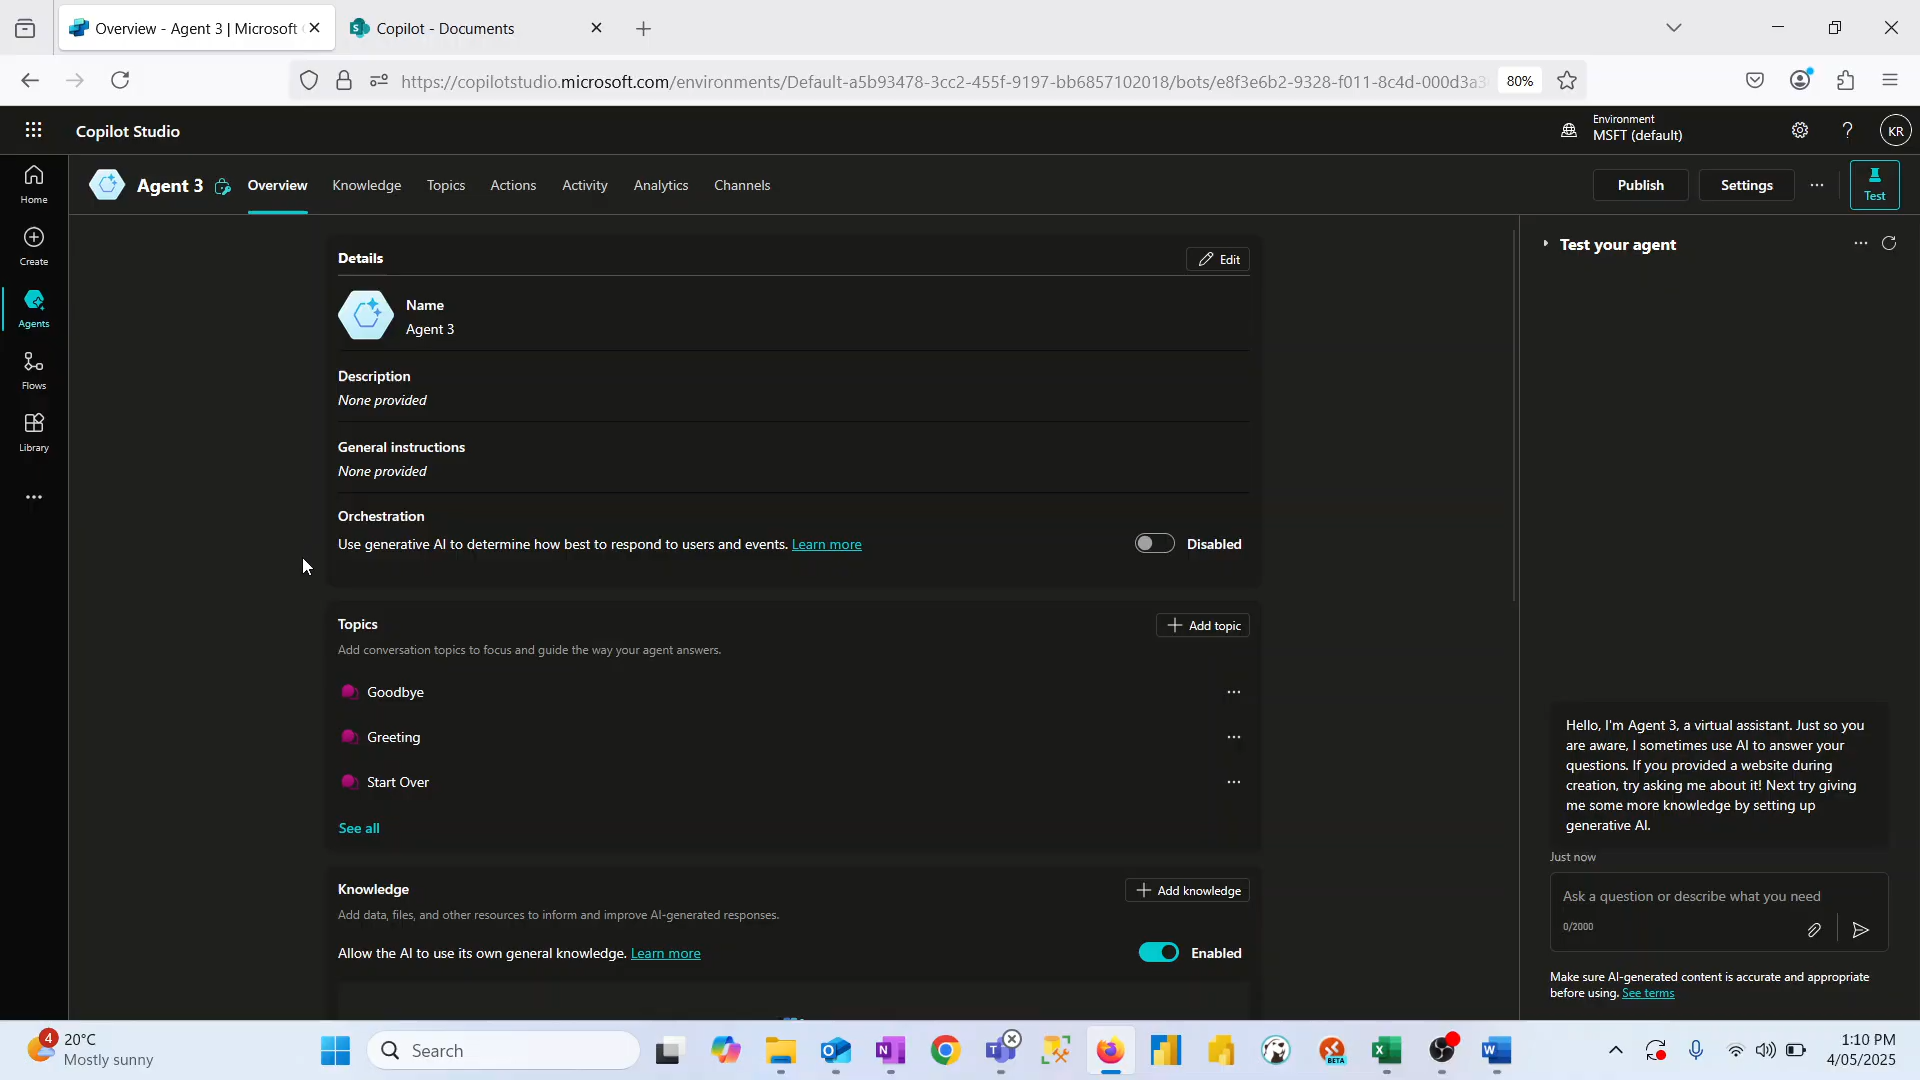 Overview - Agent 3 | Microsoft
Copilot - Documents
https://copilotstudio.microsoft.com/environments/Default-a5b93478-3cc2-455f-9197-bb6857102018/bots/e8f3e6b2-9328-f011-8c4d-000d3a3
80%
Copilot Studio
Environment
MSFT (default)
?
KR
Home
Create
Agents
Flows
Library
Agent 3
Overview
Knowledge
Topics
Actions
Activity
Analytics
Channels
Publish
Settings
Test
Details
Edit
Name
Agent 3
Description
None provided
General instructions
None provided
Orchestration
Use generative AI to determine how best to respond to users and events. Learn more
Disabled
Topics
Add topic
Add conversation topics to focus and guide the way your agent answers.
Goodbye
Greeting
Start Over
See all
Knowledge
Add knowledge
Add data, files, and other resources to inform and improve AI-generated responses.
Allow the AI to use its own general knowledge. Learn more
Enabled
Test your agent
Hello, I'm Agent 3, a virtual assistant. Just so you
are aware, I sometimes use AI to answer your
questions. If you provided a website during
creation, try asking me about it! Next try giving
me some more knowledge by setting up
generative AI.
Just now
Ask a question or describe what you need
0/2000
Make sure AI-generated content is accurate and appropriate
before using. See terms
4
20°C
Mostly sunny
Search
BETA
1:10 PM
4/05/2025